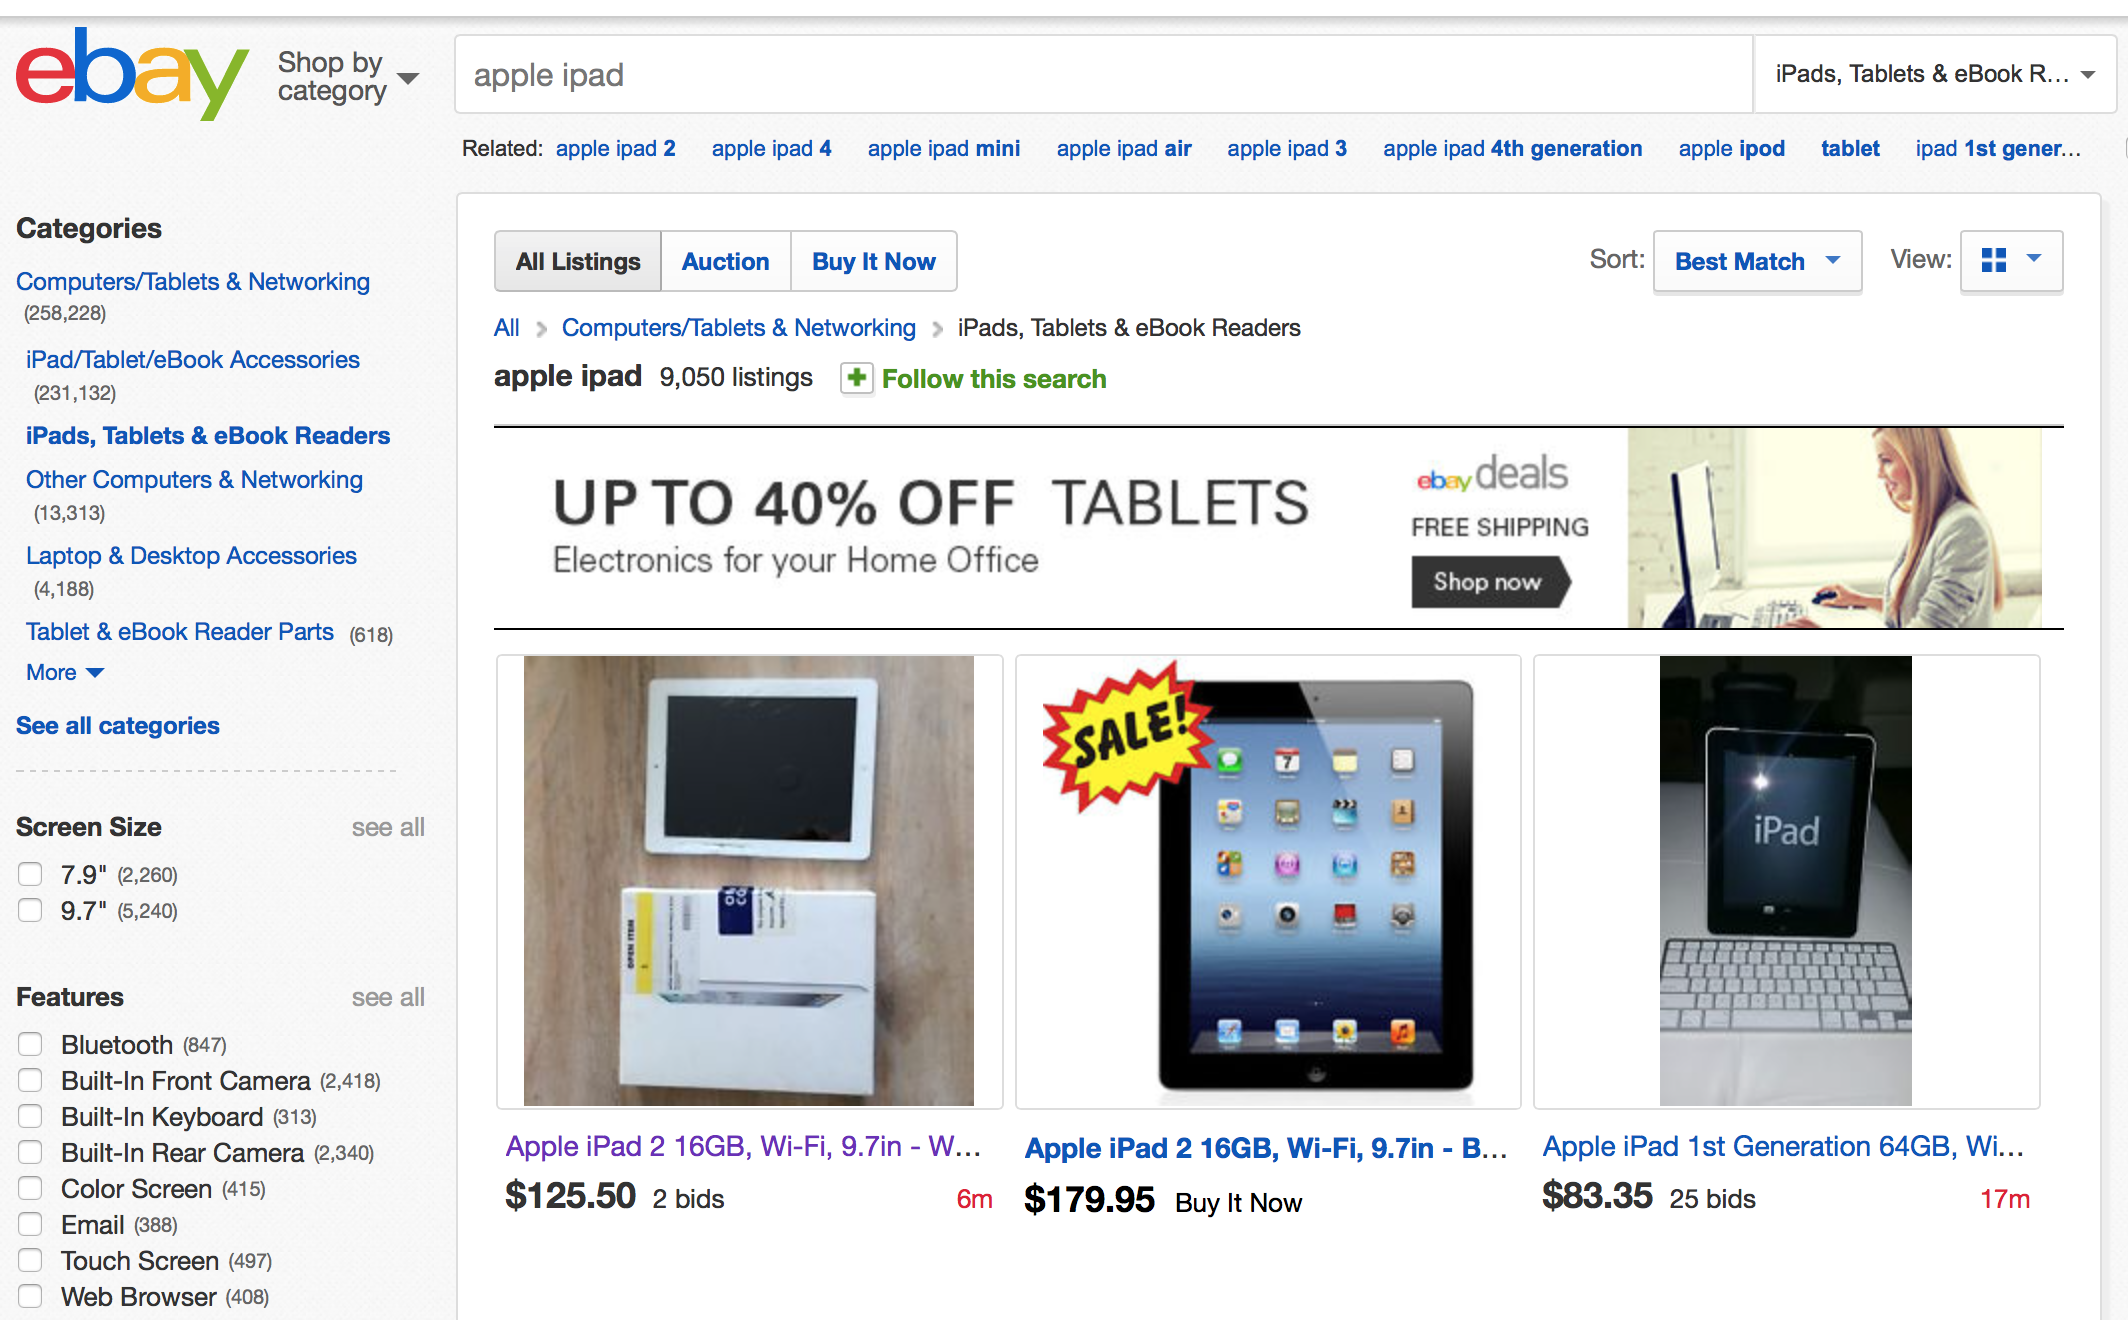 ebay
Shop by
category
apple ipad
iPads, Tablets & eBook R...
Related: apple ipad 2 apple ipad 4 apple ipad mini apple ipad air apple ipad 3 apple ipad 4th generation apple ipod tablet ipad 1st gener...
Categories
Computers/Tablets & Networking
(258,228)
iPad/Tablet/eBook Accessories
(231,132)
iPads, Tablets & eBook Readers
Other Computers & Networking
(13,313)
Laptop & Desktop Accessories
(4,188)
Tablet & eBook Reader Parts (618)
More
See all categories
Screen Size see all
7.9" (2,260)
9.7" (5,240)
Features see all
Bluetooth (847)
Built-In Front Camera (2,418)
Built-In Keyboard (313)
Built-In Rear Camera (2,340)
Color Screen (415)
Email (388)
Touch Screen (497)
Web Browser (408)
All Listings Auction Buy It Now
Sort: Best Match View:
All Computers/Tablets & Networking iPads, Tablets & eBook Readers
apple ipad 9,050 listings Follow this search
UP TO 40% OFF TABLETS
Electronics for your Home Office
ebay deals
FREE SHIPPING
Shop now
OPEN ITEM
SALE!
7
iPad
Apple iPad 2 16GB, Wi-Fi, 9.7in - W...
$125.50 2 bids 6m
Apple iPad 2 16GB, Wi-Fi, 9.7in - B...
$179.95 Buy It Now
Apple iPad 1st Generation 64GB, Wi...
$83.35 25 bids 17m